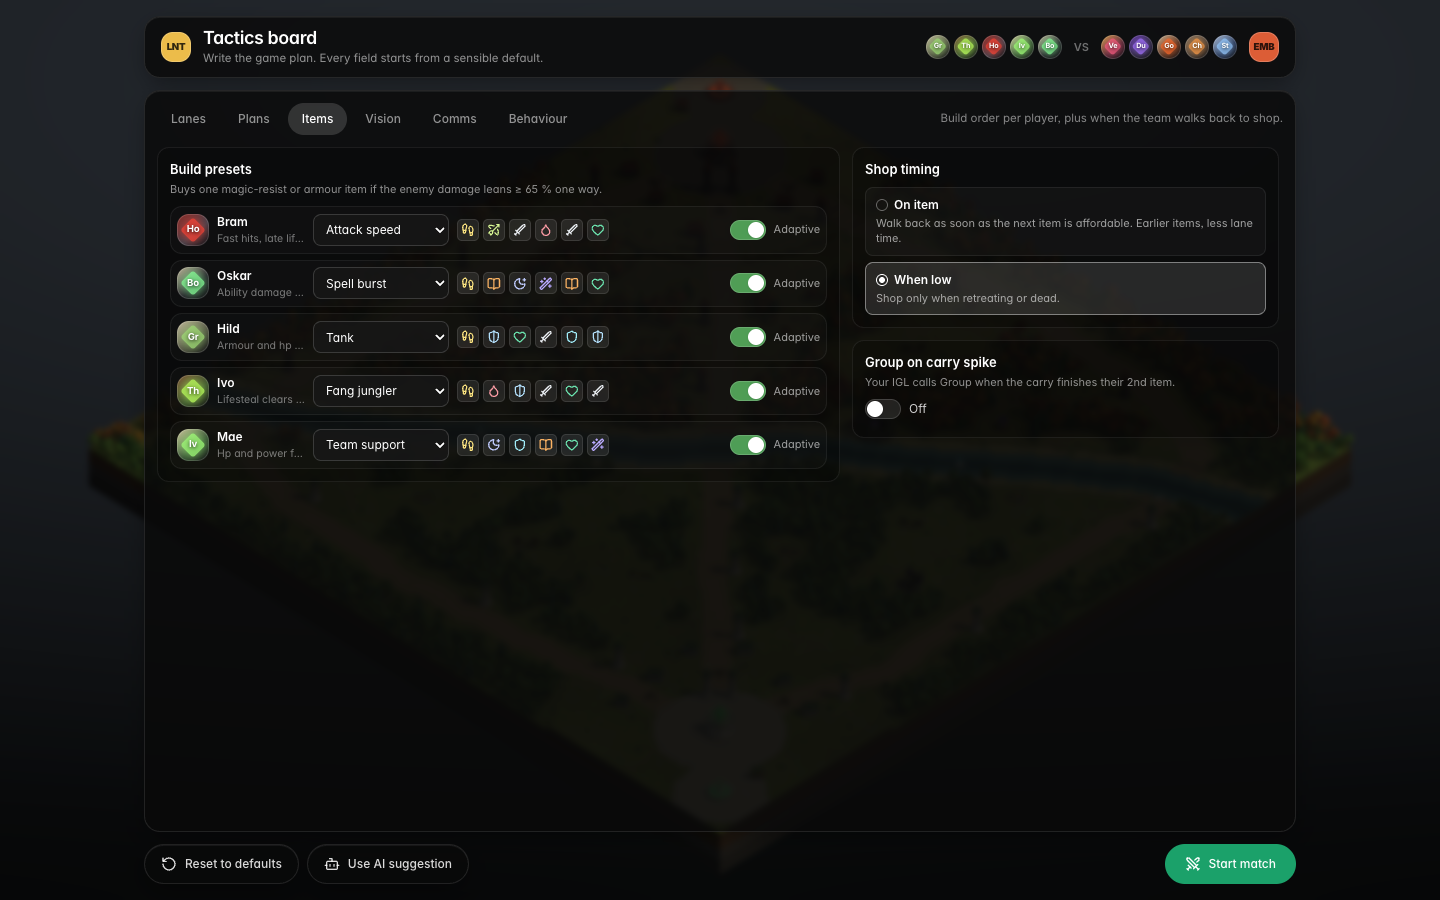 LNT
Tactics board
Write the game plan. Every field starts from a sensible default.
Gr Th Ho Iv Bo VS Ve Du Go Ch St EMB
Lanes Plans Items Vision Comms Behaviour
Build order per player, plus when the team walks back to shop.
Build presets
Buys one magic-resist or armour item if the enemy damage leans ≥ 65 % one way.
Ho Bram
Fast hits, late lif...
Attack speed
Adaptive
Bo Oskar
Ability damage ...
Spell burst
Adaptive
Gr Hild
Armour and hp ...
Tank
Adaptive
Th Ivo
Lifesteal clears ...
Fang jungler
Adaptive
Iv Mae
Hp and power f...
Team support
Adaptive
Shop timing
On item
Walk back as soon as the next item is affordable. Earlier items, less lane
time.
When low
Shop only when retreating or dead.
Group on carry spike
Your IGL calls Group when the carry finishes their 2nd item.
Off
Reset to defaults
Use AI suggestion
Start match